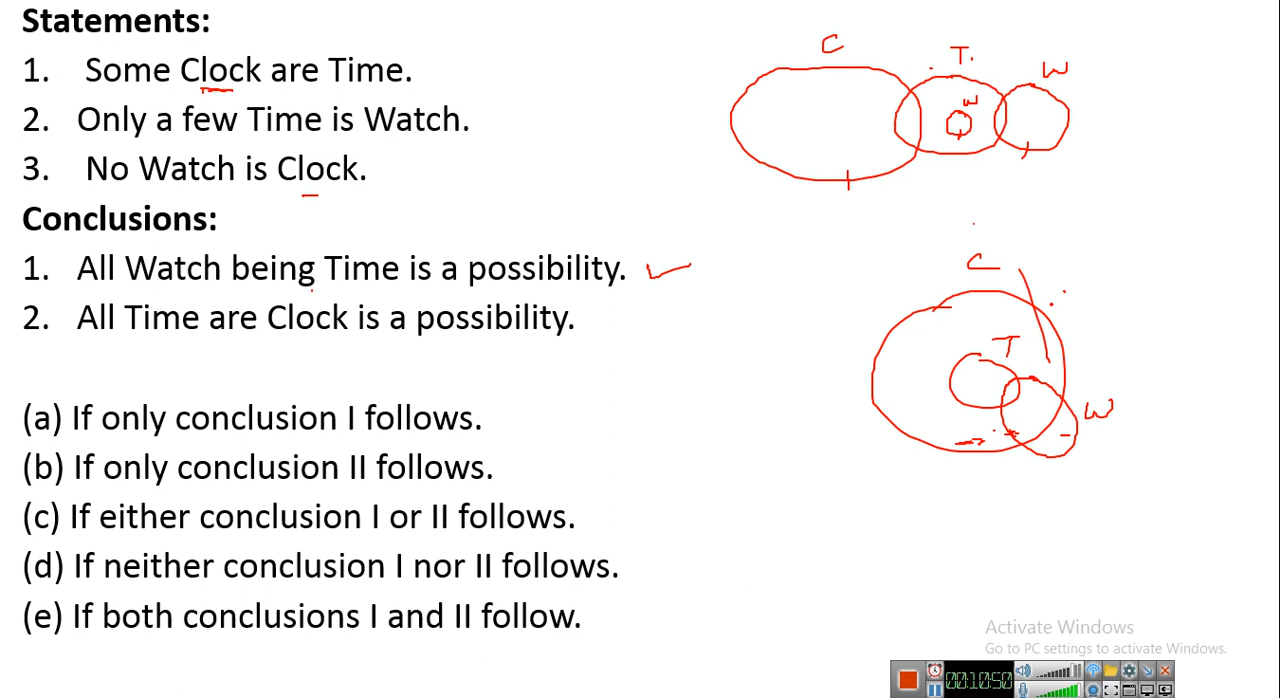 Statements:
1. Some Clock are Time.
2. Only a few Time is Watch.
3. No Watch is Clock.
Conclusions:
1. All Watch being Time is a possibility.
2. All Time are Clock is a possibility.
(a) If only conclusion I follows.
(b) If only conclusion II follows.
(c) If either conclusion I or II follows.
(d) If neither conclusion I nor II follows.
(e) If both conclusions I and II follow.
C
T.
W
W
C
T
W
Activate Windows
Go to PC settings to activate Windows.
00:10:50